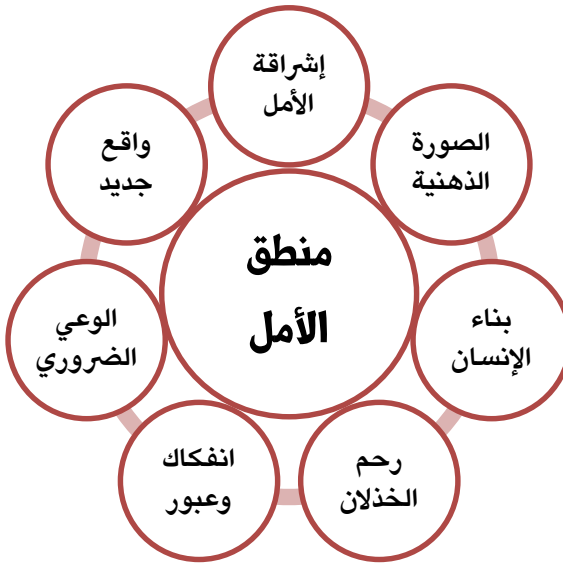 إشراقة
الأمل
الصورة
الذهنية
بناء
الإنسان
رحم
الخذلان
انفكاك
وعبور
الوعي
الضروري
واقع
جديد
منطق
الأمل